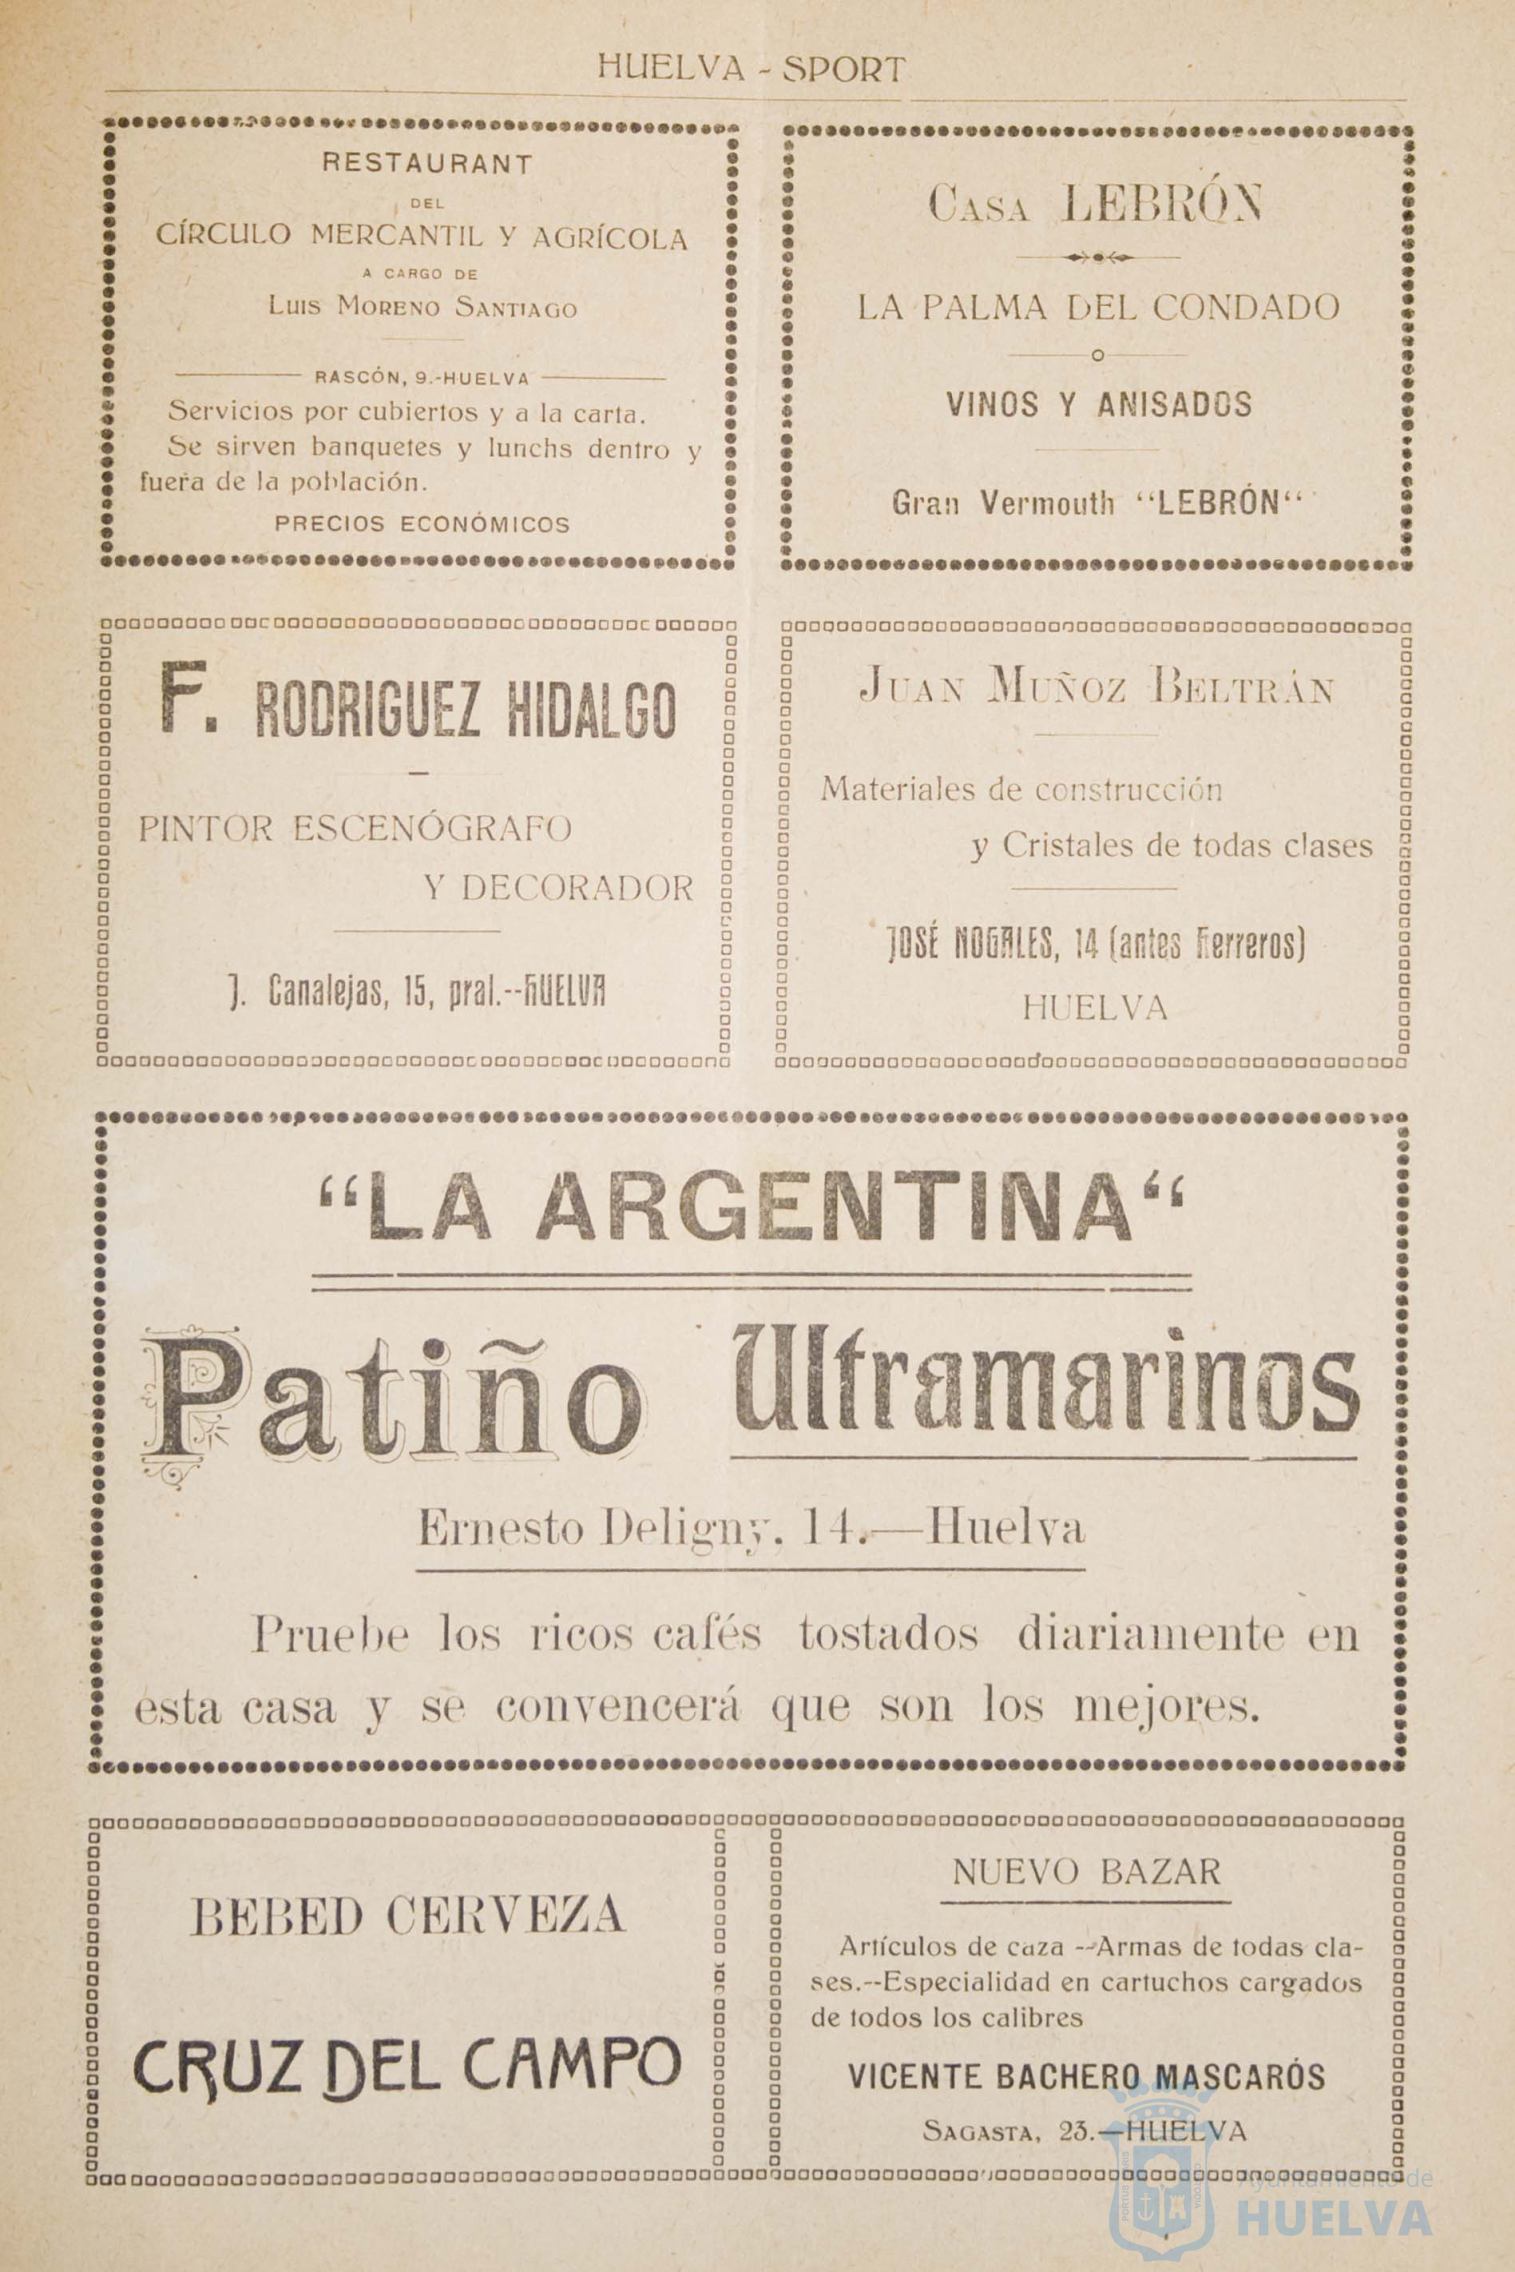 HUELVA - SPORT
RESTAURANT
DEL
CÍRCULO MERCANTIL Y AGRÍCOLA
A CARGO DE
LUIS MORENO SANTIAGO
RASCÓN, 9.-HUELVA
Servicios por cubiertos y a la carta.
Se sirven banquetes y lunchs dentro y
fuera de la población.
PRECIOS ECONÓMICOS
CASA LEBRÓN
LA PALMA DEL CONDADO
VINOS Y ANISADOS
Gran Vermouth “LEBRÓN“
F. RODRIGUEZ HIDALGO
PINTOR ESCENÓGRAFO
Y DECORADOR
J. Canalejas, 15, pral.--HUELVA
JUAN MUÑOZ BELTRÁN
Materiales de construcción
y Cristales de todas clases
JOSÉ NOGALES, 14 (antes Herreros)
HUELVA
“LA ARGENTINA“
Patiño Ultramarinos
Ernesto Deligny, 14.—Huelva
Pruebe los ricos cafés tostados diariamente en
esta casa y se convencerá que son los mejores.
BEBED CERVEZA
CRUZ DEL CAMPO
NUEVO BAZAR
Artículos de caza --Armas de todas cla-
ses.--Especialidad en cartuchos cargados
de todos los calibres
VICENTE BACHERO MASCARÓS
SAGASTA, 23.—HUELVA
Ayuntamiento de
HUELVA